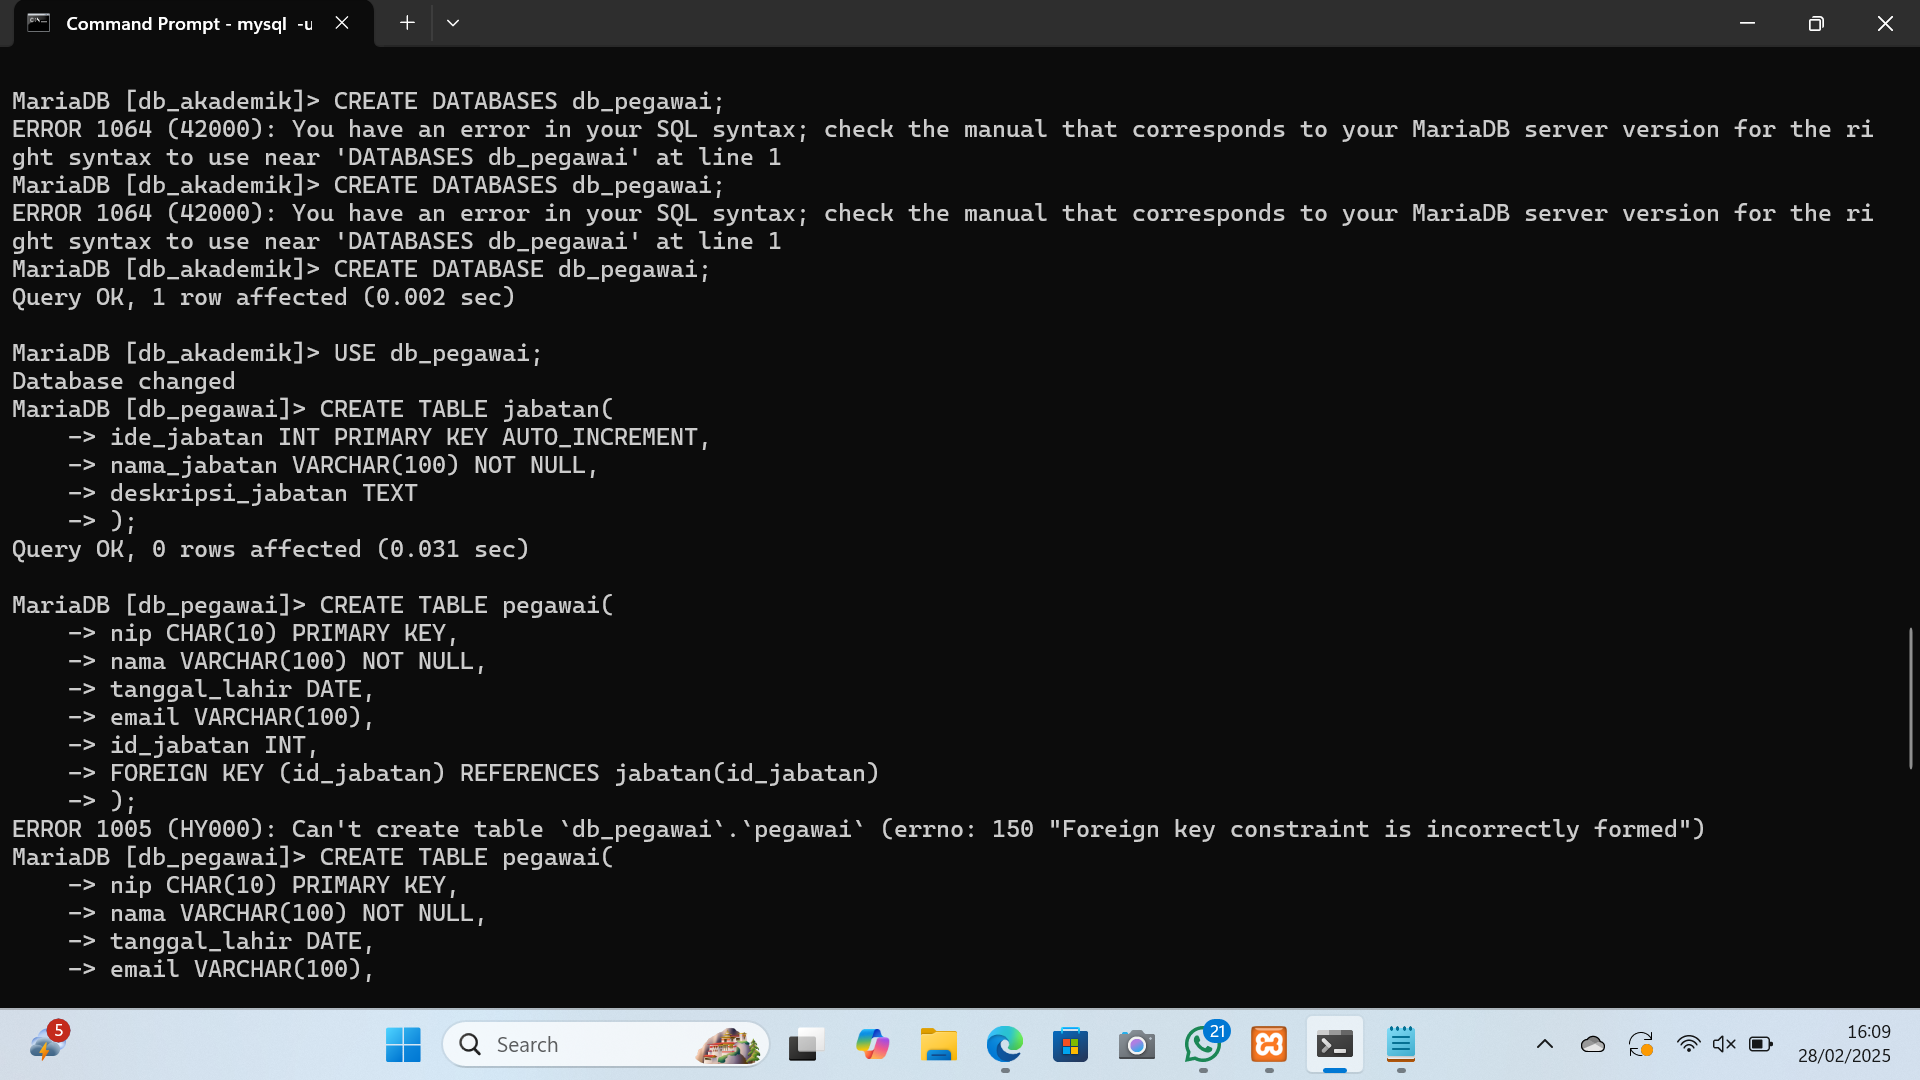 Command Prompt - mysql -u
MariaDB [db_akademik]> CREATE DATABASES db_pegawai;
ERROR 1064 (42000): You have an error in your SQL syntax; check the manual that corresponds to your MariaDB server version for the ri
ght syntax to use near 'DATABASES db_pegawai' at line 1
MariaDB [db_akademik]> CREATE DATABASES db_pegawai;
ERROR 1064 (42000): You have an error in your SQL syntax; check the manual that corresponds to your MariaDB server version for the ri
ght syntax to use near 'DATABASES db_pegawai' at line 1
MariaDB [db_akademik]> CREATE DATABASE db_pegawai;
Query OK, 1 row affected (0.002 sec)
MariaDB [db_akademik]> USE db_pegawai;
Database changed
MariaDB [db_pegawai]> CREATE TABLE jabatan(
    -> ide_jabatan INT PRIMARY KEY AUTO_INCREMENT,
    -> nama_jabatan VARCHAR(100) NOT NULL,
    -> deskripsi_jabatan TEXT
    -> );
Query OK, 0 rows affected (0.031 sec)
MariaDB [db_pegawai]> CREATE TABLE pegawai(
    -> nip CHAR(10) PRIMARY KEY,
    -> nama VARCHAR(100) NOT NULL,
    -> tanggal_lahir DATE,
    -> email VARCHAR(100),
    -> id_jabatan INT,
    -> FOREIGN KEY (id_jabatan) REFERENCES jabatan(id_jabatan)
    -> );
ERROR 1005 (HY000): Can't create table `db_pegawai`.`pegawai` (errno: 150 "Foreign key constraint is incorrectly formed")
MariaDB [db_pegawai]> CREATE TABLE pegawai(
    -> nip CHAR(10) PRIMARY KEY,
    -> nama VARCHAR(100) NOT NULL,
    -> tanggal_lahir DATE,
    -> email VARCHAR(100),
5
Search
21
16:09
28/02/2025